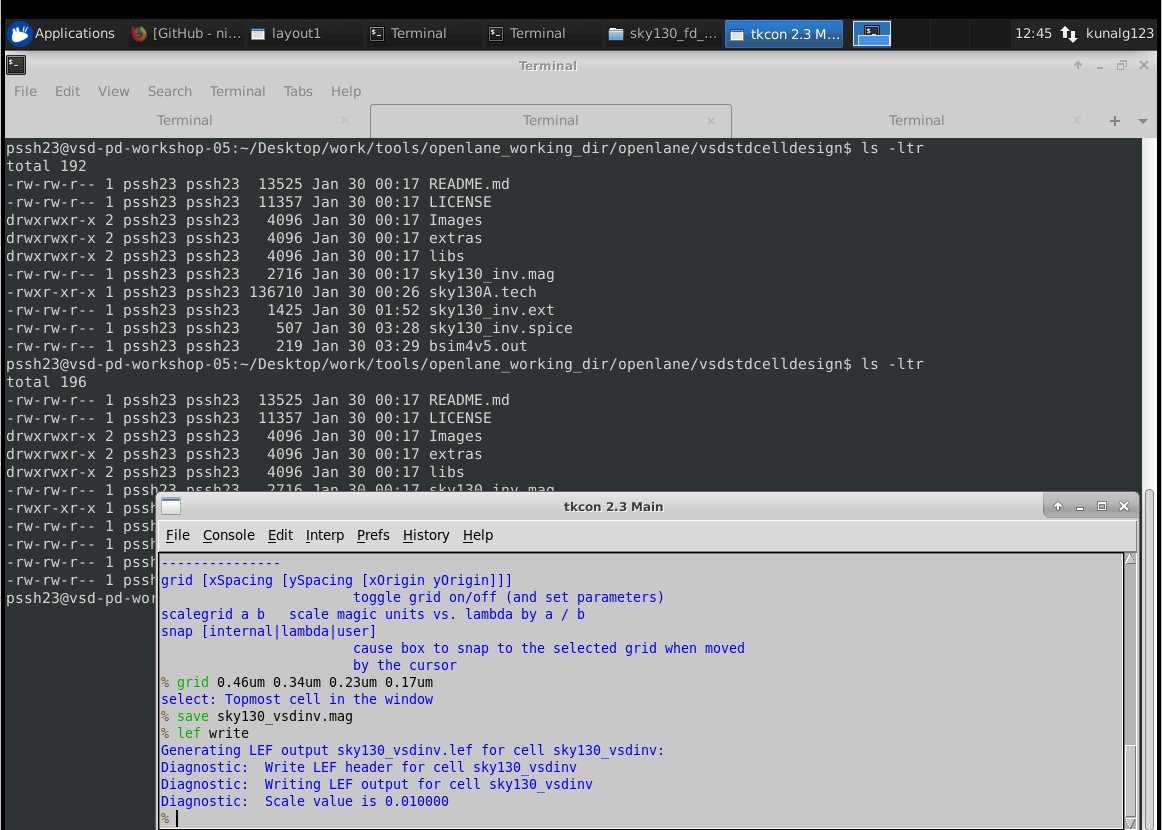 Applications [GitHub - ni... layout1 Terminal Terminal sky130_fd_... tkcon 2.3 M... 12:45 kunalg123
Terminal
File Edit View Search Terminal Tabs Help
Terminal Terminal Terminal
pssh23@vsd-pd-workshop-05:~/Desktop/work/tools/openlane_working_dir/openlane/vsdstdcelldesign$ ls -ltr
total 192
-rw-rw-r-- 1 pssh23 pssh23  13525 Jan 30 00:17 README.md
-rw-rw-r-- 1 pssh23 pssh23  11357 Jan 30 00:17 LICENSE
drwxrwxr-x 2 pssh23 pssh23   4096 Jan 30 00:17 Images
drwxrwxr-x 2 pssh23 pssh23   4096 Jan 30 00:17 extras
drwxrwxr-x 2 pssh23 pssh23   4096 Jan 30 00:17 libs
-rw-rw-r-- 1 pssh23 pssh23   2716 Jan 30 00:17 sky130_inv.mag
-rwxr-xr-x 1 pssh23 pssh23 136710 Jan 30 00:26 sky130A.tech
-rw-rw-r-- 1 pssh23 pssh23   1425 Jan 30 01:52 sky130_inv.ext
-rw-rw-r-- 1 pssh23 pssh23    507 Jan 30 03:28 sky130_inv.spice
-rw-rw-r-- 1 pssh23 pssh23    219 Jan 30 03:29 bsim4v5.out
pssh23@vsd-pd-workshop-05:~/Desktop/work/tools/openlane_working_dir/openlane/vsdstdcelldesign$ ls -ltr
total 196
-rw-rw-r-- 1 pssh23 pssh23  13525 Jan 30 00:17 README.md
-rw-rw-r-- 1 pssh23 pssh23  11357 Jan 30 00:17 LICENSE
drwxrwxr-x 2 pssh23 pssh23   4096 Jan 30 00:17 Images
drwxrwxr-x 2 pssh23 pssh23   4096 Jan 30 00:17 extras
drwxrwxr-x 2 pssh23 pssh23   4096 Jan 30 00:17 libs
-rw-rw-r-- 1 pssh23 pssh23   2716 Jan 30 00:17 sky130_inv.mag
-rwxr-xr-x 1 pssh
-rw-rw-r-- 1 pssh
-rw-rw-r-- 1 pssh
-rw-rw-r-- 1 pssh
-rw-rw-r-- 1 pssh
pssh23@vsd-pd-wor
tkcon 2.3 Main
File Console Edit Interp Prefs History Help
---------------
grid [xSpacing [ySpacing [xOrigin yOrigin]]]
toggle grid on/off (and set parameters)
scalegrid a b   scale magic units vs. lambda by a / b
snap [internal|lambda|user]
cause box to snap to the selected grid when moved
by the cursor
% grid 0.46um 0.34um 0.23um 0.17um
select: Topmost cell in the window
% save sky130_vsdinv.mag
% lef write
Generating LEF output sky130_vsdinv.lef for cell sky130_vsdinv:
Diagnostic:  Write LEF header for cell sky130_vsdinv
Diagnostic:  Writing LEF output for cell sky130_vsdinv
Diagnostic:  Scale value is 0.010000
%